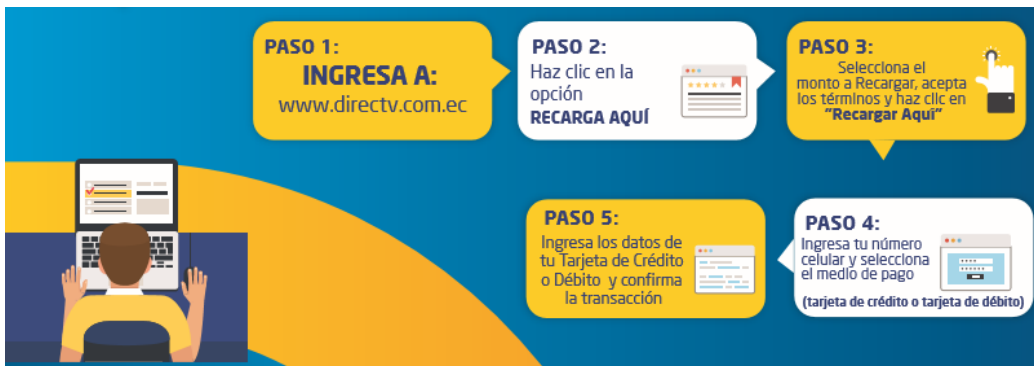 PASO 1:
INGRESA A:
www.directv.com.ec
PASO 2:
Haz clic en la
opción
RECARGA AQUÍ
PASO 3:
Selecciona el
monto a Recargar, acepta
los términos y haz clic en
"Recargar Aquí"
PASO 4:
Ingresa tu número
celular y selecciona
el medio de pago
(tarjeta de crédito o tarjeta de débito)
PASO 5:
Ingresa los datos de
tu Tarjeta de Crédito
o Débito y confirma
la transacción